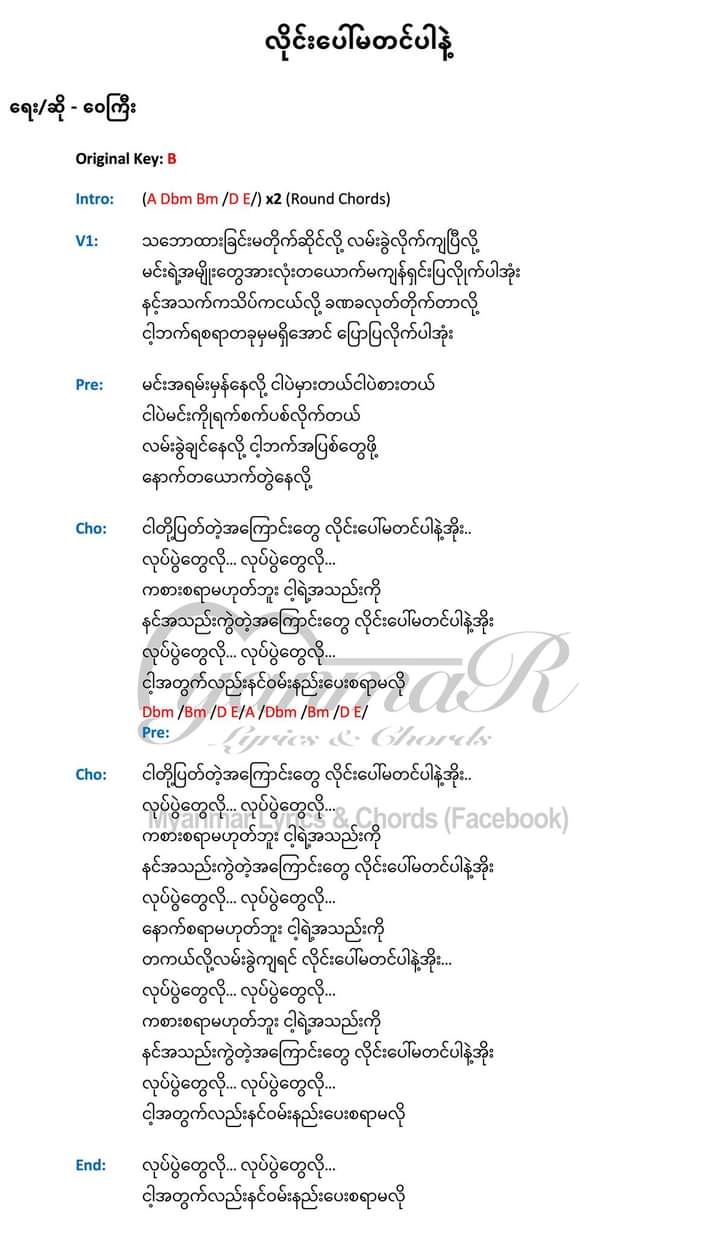 လိုင်းပေါ်မတင်ပါနဲ့
ရေး/ဆို - ဝေကြီး
Original Key: B
Intro: (A Dbm Bm /D E/) x2 (Round Chords)
V1: သဘောထားခြင်းမတိုက်ဆိုင်လို့ လမ်းခွဲလိုက်ကျပြီလို့
မင်းရဲ့အမျိုးတွေအားလုံးတယောက်မကျန်ရှင်းပြလိုုက်ပါအုံး
နင့်အသက်ကသိပ်ကငယ်လို့ ခဏခလုတ်တိုက်တာလို့
ငါ့ဘက်ရစရာတခုမှမရှိအောင် ပြောပြလိုက်ပါအုံး
Pre: မင်းအရမ်းမှန်နေလို့ ငါပဲမှားတယ်ငါပဲစားတယ်
ငါပဲမင်းကိုုရက်စက်ပစ်လိုက်တယ်
လမ်းခွဲချင်နေလို့ ငါ့ဘက်အပြစ်တွေဖို့
နောက်တယောက်တွဲနေလို့
Cho: ငါတို့ပြတ်တဲ့အကြောင်းတွေ လိုင်းပေါ်မတင်ပါနဲ့အိုး..
လုပ်ပွဲတွေလို... လုပ်ပွဲတွေလို...
ကစားစရာမဟုတ်ဘူး ငါ့ရဲ့အသည်းကို
နင်အသည်းကွဲတဲ့အကြောင်းတွေ လိုင်းပေါ်မတင်ပါနဲ့အိုး
လုပ်ပွဲတွေလို... လုပ်ပွဲတွေလို...
ငါ့အတွက်လည်းနင်ဝမ်းနည်းပေးစရာမလို
Dbm /Bm /D E/A /Dbm /Bm /D E/
Pre:
MyanmaR
Lyrics & Chords
Cho: ငါတို့ပြတ်တဲ့အကြောင်းတွေ လိုင်းပေါ်မတင်ပါနဲ့အိုး..
လုပ်ပွဲတွေလို... လုပ်ပွဲတွေလို...
Myanmar Lyrics & Chords (Facebook)
ကစားစရာမဟုတ်ဘူး ငါ့ရဲ့အသည်းကို
နင်အသည်းကွဲတဲ့အကြောင်းတွေ လိုင်းပေါ်မတင်ပါနဲ့အိုး
လုပ်ပွဲတွေလို... လုပ်ပွဲတွေလို...
နောက်စရာမဟုတ်ဘူး ငါ့ရဲ့အသည်းကို
တကယ်လို့လမ်းခွဲကျရင် လိုင်းပေါ်မတင်ပါနဲ့အိုး...
လုပ်ပွဲတွေလို... လုပ်ပွဲတွေလို...
ကစားစရာမဟုတ်ဘူး ငါ့ရဲ့အသည်းကို
နင်အသည်းကွဲတဲ့အကြောင်းတွေ လိုင်းပေါ်မတင်ပါနဲ့အိုး
လုပ်ပွဲတွေလို... လုပ်ပွဲတွေလို...
ငါ့အတွက်လည်းနင်ဝမ်းနည်းပေးစရာမလို
End: လုပ်ပွဲတွေလို... လုပ်ပွဲတွေလို...
ငါ့အတွက်လည်းနင်ဝမ်းနည်းပေးစရာမလို